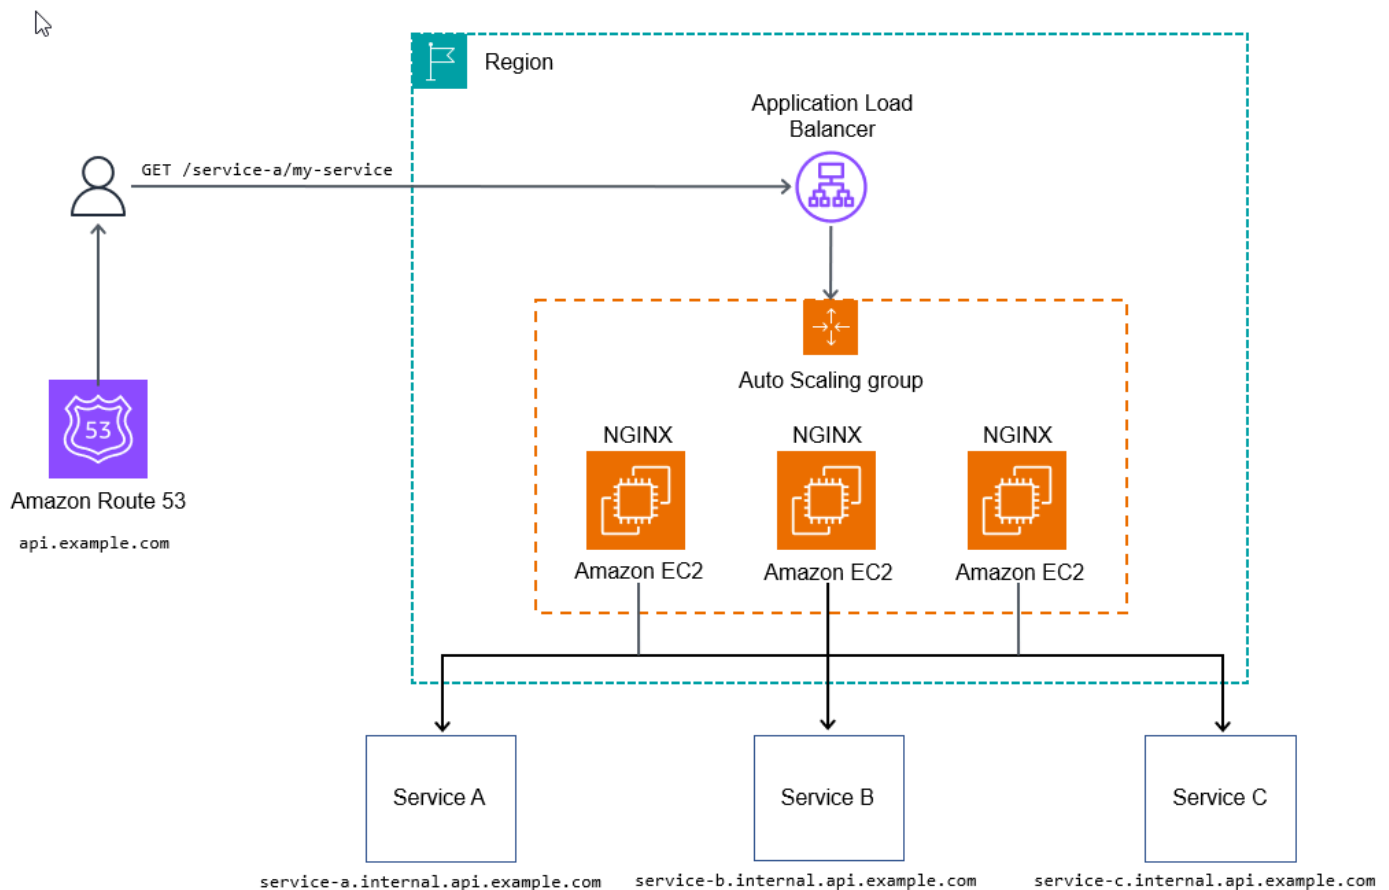 Region
Application Load
Balancer
GET /service-a/my-service
Auto Scaling group
NGINX
NGINX
NGINX
53
Amazon Route 53
api.example.com
Amazon EC2
Amazon EC2
Amazon EC2
Service A
Service B
Service C
service-a.internal.api.example.com
service-b.internal.api.example.com
service-c.internal.api.example.com